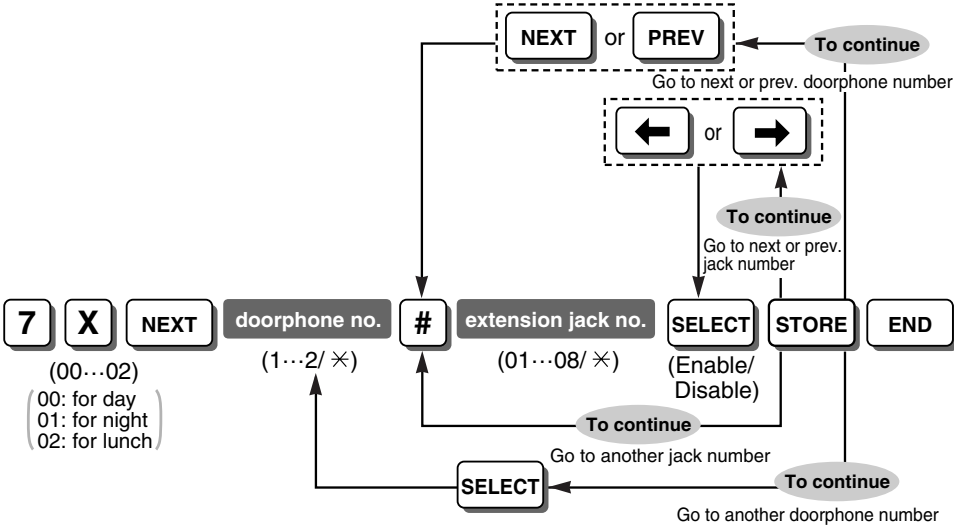 NEXT or PREV
To continue
Go to next or prev. doorphone number
← or →
To continue
Go to next or prev.
jack number
7 X NEXT doorphone no. # extension jack no. SELECT STORE END
(00···02)
00: for day
01: for night
02: for lunch
(1···2/ ✳)
(01···08/ ✳)
(Enable/
Disable)
To continue
Go to another jack number
SELECT
To continue
Go to another doorphone number